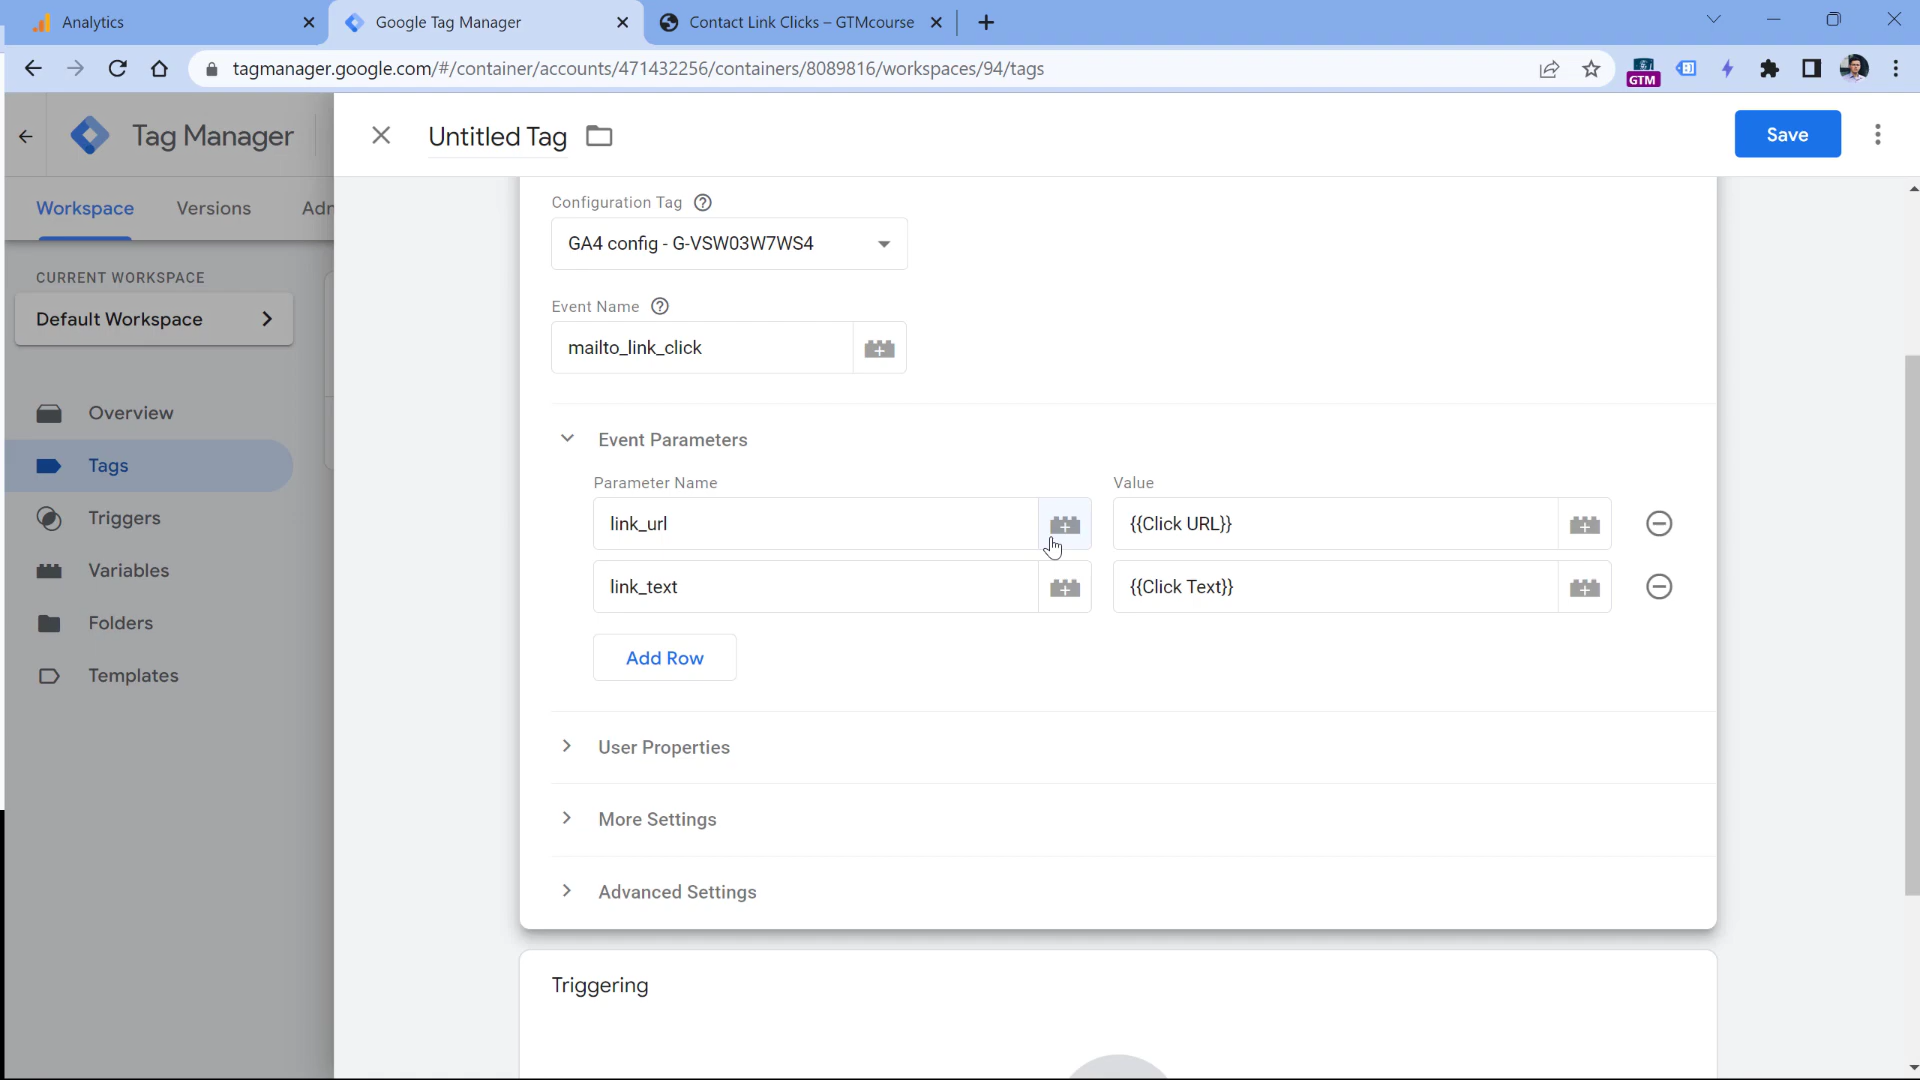 Analytics
Google Tag Manager
Contact Link Clicks – GTMcourse
tagmanager.google.com/#/container/accounts/471432256/containers/8089816/workspaces/94/tags
GTM
Tag Manager
Untitled Tag
Save
Workspace
Versions
Adn
Configuration Tag
GA4 config - G-VSW03W7WS4
CURRENT WORKSPACE
Default Workspace
Event Name
mailto_link_click
Overview
Tags
Triggers
Variables
Folders
Templates
Event Parameters
Parameter Name
Value
link_url
{{Click URL}}
link_text
{{Click Text}}
Add Row
User Properties
More Settings
Advanced Settings
Triggering